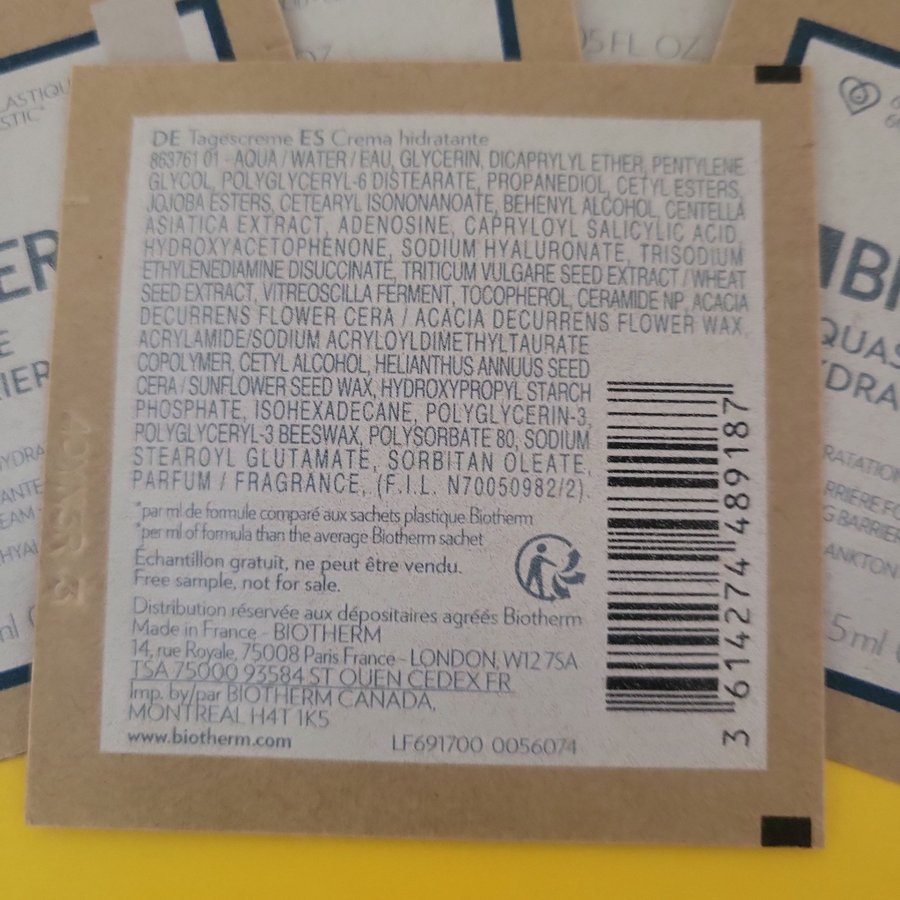 DE Tagescreme ES Crema hidratante
863761 01 - AQUA / WATER / EAU, GLYCERIN, DICAPRYLYL ETHER, PENTYLENE
GLYCOL, POLYGLYCERYL-6 DISTEARATE, PROPANEDIOL, CETYL ESTERS,
JOJOBA ESTERS, CETEARYL ISONONANOATE, BEHENYL ALCOHOL, CENTELLA
ASIATICA EXTRACT, ADENOSINE, CAPRYLOYL SALICYLIC ACID,
HYDROXYACETOPHENONE, SODIUM HYALURONATE, TRISODIUM
ETHYLENEDIAMINE DISUCCINATE, TRITICUM VULGARE SEED EXTRACT / WHEAT
SEED EXTRACT, VITREOSCILLA FERMENT, TOCOPHEROL, CERAMIDE NP, ACACIA
DECURRENS FLOWER CERA / ACACIA DECURRENS FLOWER WAX,
ACRYLAMIDE/SODIUM ACRYLOYLDIMETHYLTAURATE
COPOLYMER, CETYL ALCOHOL, HELIANTHUS ANNUUS SEED
CERA / SUNFLOWER SEED WAX, HYDROXYPROPYL STARCH
PHOSPHATE, ISOHEXADECANE, POLYGLYCERIN-3,
POLYGLYCERYL-3 BEESWAX, POLYSORBATE 80, SODIUM
STEAROYL GLUTAMATE, SORBITAN OLEATE,
PARFUM / FRAGRANCE, (F.I.L. N70050982/2).
*par ml de formule comparé aux sachets plastique Biotherm
*per ml of formula than the average Biotherm sachet
Échantillon gratuit, ne peut être vendu.
Free sample, not for sale.
Distribution réservée aux dépositaires agréés Biotherm
Made in France - BIOTHERM
14, rue Royale, 75008 Paris France - LONDON, W12 7SA
TSA 75000 93584 ST OUEN CEDEX FR
Imp. by/par BIOTHERM CANADA,
MONTREAL H4T 1K5
www.biotherm.com LF691700 0056074
3 614274 489187
05 FL OZ
5 ml